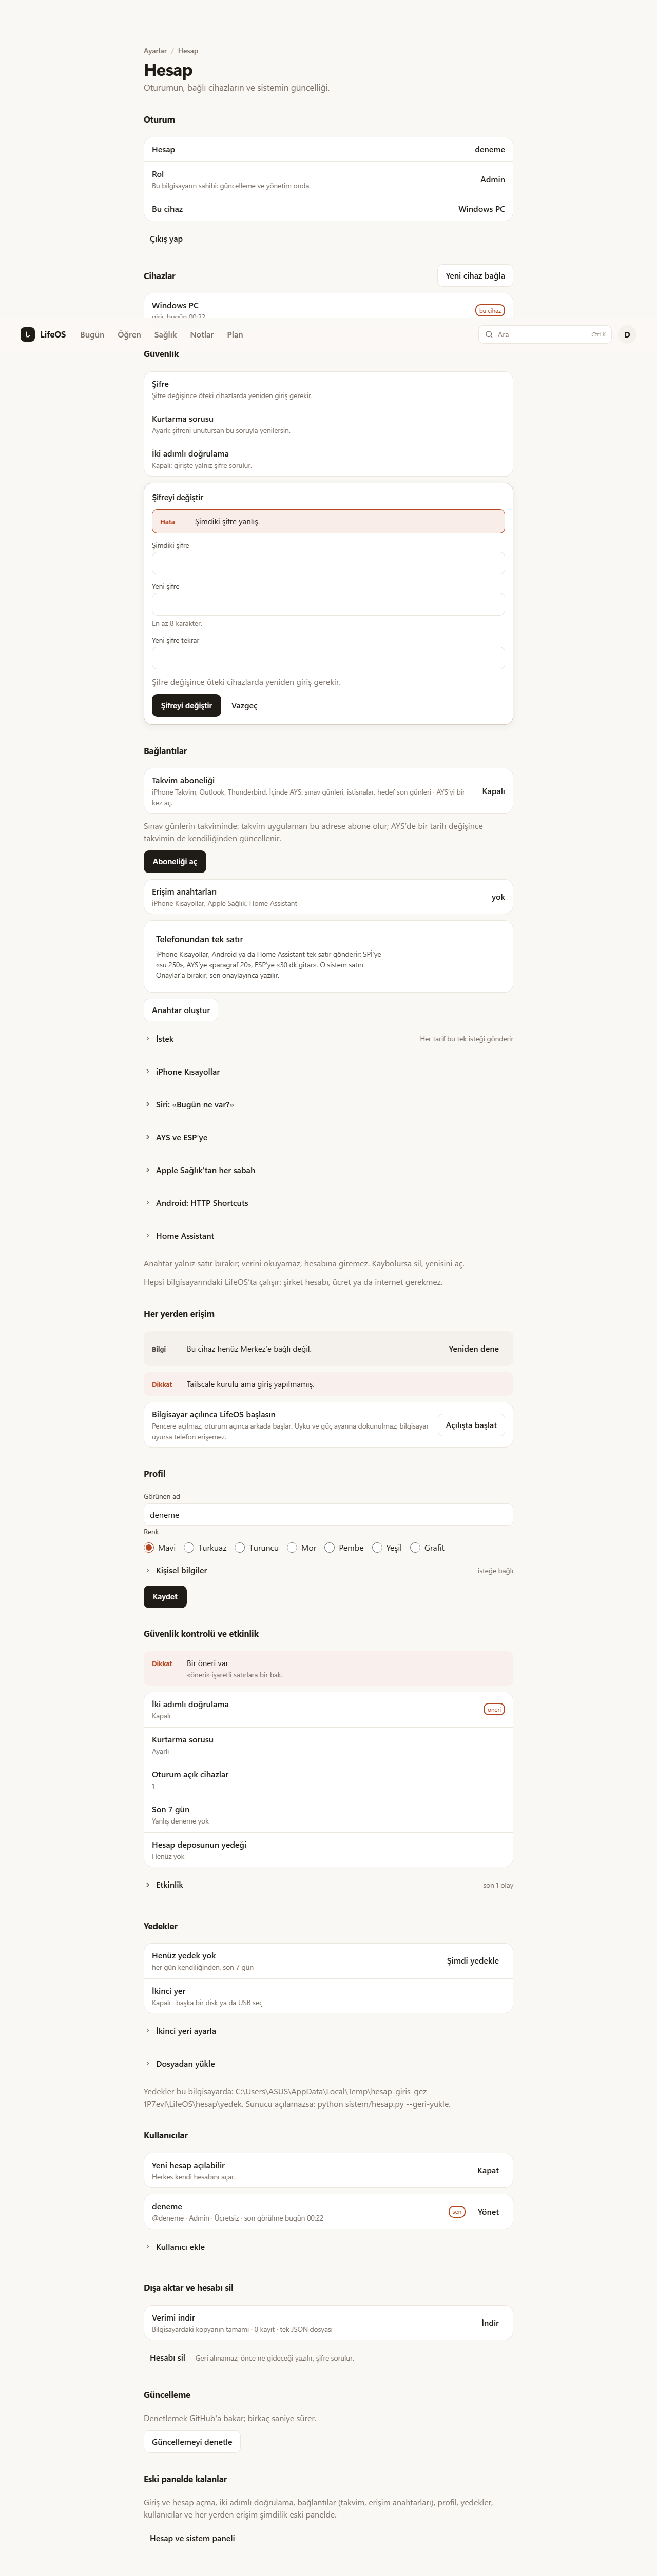 Ayarlar / Hesap
Hesap
Oturumun, bağlı cihazların ve sistemin güncelliği.
Oturum
Hesap deneme
Rol
Bu bilgisayarın sahibi: güncelleme ve yönetim onda.
Admin
Bu cihaz Windows PC
Çıkış yap
Cihazlar Yeni cihaz bağla
Windows PC
giriş bugün 00:22
bu cihaz
LifeOS Bugün Öğren Sağlık Notlar Plan Ara Ctrl K D
Güvenlik
Şifre
Şifre değişince öteki cihazlarda yeniden giriş gerekir.
Kurtarma sorusu
Ayarlı: şifreni unutursan bu soruyla yenilersin.
İki adımlı doğrulama
Kapalı: girişte yalnız şifre sorulur.
Şifreyi değiştir
Hata Şimdiki şifre yanlış.
Şimdiki şifre
Yeni şifre
En az 8 karakter.
Yeni şifre tekrar
Şifre değişince öteki cihazlarda yeniden giriş gerekir.
Şifreyi değiştir Vazgeç
Bağlantılar
Takvim aboneliği
iPhone Takvim, Outlook, Thunderbird. İçinde AYS: sınav günleri, istisnalar, hedef son günleri · AYS'yi bir
kez aç.
Kapalı
Sınav günlerin takviminde: takvim uygulaman bu adrese abone olur; AYS'de bir tarih değişince
takvimin de kendiliğinden güncellenir.
Aboneliği aç
Erişim anahtarları
iPhone Kısayollar, Apple Sağlık, Home Assistant
yok
Telefonundan tek satır
iPhone Kısayollar, Android ya da Home Assistant tek satır gönderir: SPİ'ye
«su 250», AYS'ye «paragraf 20», ESP'ye «30 dk gitar». O sistem satırı
Onaylar'a bırakır, sen onaylayınca yazılır.
Anahtar oluştur
İstek Her tarif bu tek isteği gönderir
iPhone Kısayollar
Siri: «Bugün ne var?»
AYS ve ESP'ye
Apple Sağlık'tan her sabah
Android: HTTP Shortcuts
Home Assistant
Anahtar yalnız satır bırakır; verini okuyamaz, hesabına giremez. Kaybolursa sil, yenisini aç.
Hepsi bilgisayarındaki LifeOS'ta çalışır: şirket hesabı, ücret ya da internet gerekmez.
Her yerden erişim
Bilgi Bu cihaz henüz Merkez'e bağlı değil. Yeniden dene
Dikkat Tailscale kurulu ama giriş yapılmamış.
Bilgisayar açılınca LifeOS başlasın
Pencere açılmaz, oturum açınca arkada başlar. Uyku ve güç ayarına dokunulmaz; bilgisayar
uyursa telefon erişemez.
Açılışta başlat
Profil
Görünen ad
deneme
Renk
Mavi Turkuaz Turuncu Mor Pembe Yeşil Grafit
Kişisel bilgiler isteğe bağlı
Kaydet
Güvenlik kontrolü ve etkinlik
Dikkat Bir öneri var
«öneri» işaretli satırlara bir bak.
İki adımlı doğrulama
Kapalı
öneri
Kurtarma sorusu
Ayarlı
Oturum açık cihazlar
1
Son 7 gün
Yanlış deneme yok
Hesap deposunun yedeği
Henüz yok
Etkinlik son 1 olay
Yedekler
Henüz yedek yok
her gün kendiliğinden, son 7 gün
Şimdi yedekle
İkinci yer
Kapalı · başka bir disk ya da USB seç
İkinci yeri ayarla
Dosyadan yükle
Yedekler bu bilgisayarda: C:\Users\ASUS\AppData\Local\Temp\hesap-giris-gez-
1P7evl\LifeOS\hesap\yedek. Sunucu açılamazsa: python sistem/hesap.py --geri-yukle.
Kullanıcılar
Yeni hesap açılabilir
Herkes kendi hesabını açar.
Kapat
deneme
@deneme · Admin · Ücretsiz · son görülme bugün 00:22
sen Yönet
Kullanıcı ekle
Dışa aktar ve hesabı sil
Verimi indir
Bilgisayardaki kopyanın tamamı · 0 kayıt · tek JSON dosyası
İndir
Hesabı sil Geri alınamaz; önce ne gideceği yazılır, şifre sorulur.
Güncelleme
Denetlemek GitHub'a bakar; birkaç saniye sürer.
Güncellemeyi denetle
Eski panelde kalanlar
Giriş ve hesap açma, iki adımlı doğrulama, bağlantılar (takvim, erişim anahtarları), profil, yedekler,
kullanıcılar ve her yerden erişim şimdilik eski panelde.
Hesap ve sistem paneli